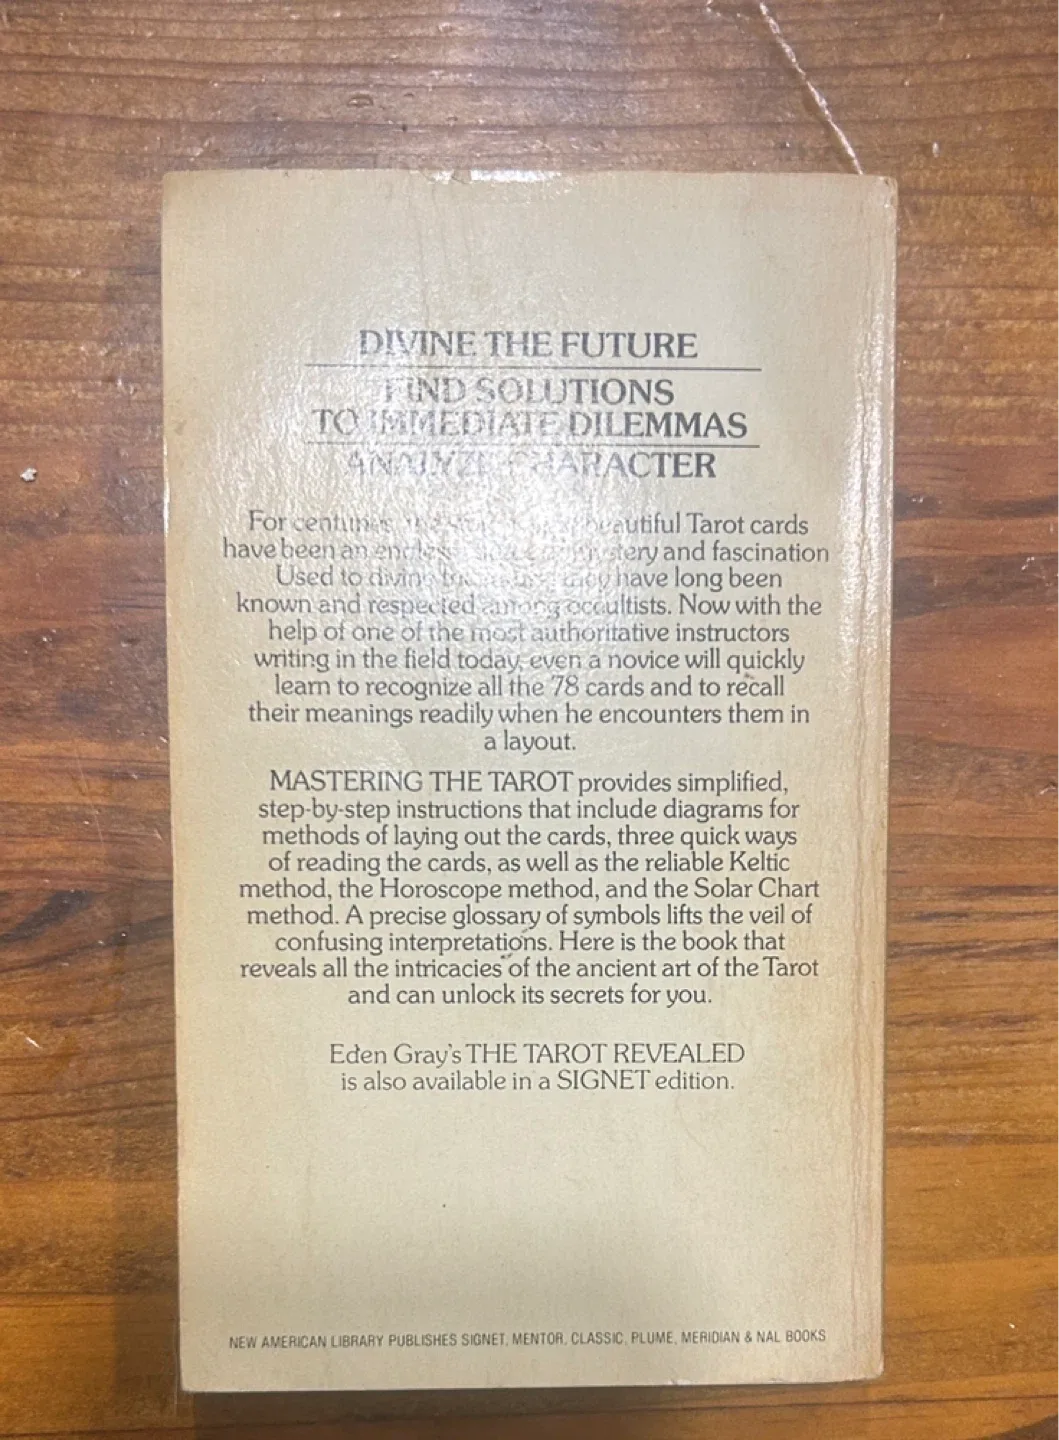 DIVINE THE FUTURE
FIND SOLUTIONS
TO IMMEDIATE DILEMMAS
ANALYZE CHARACTER
For centuries, beautiful Tarot cards
have been an endless mystery and fascination
Used to divine they have long been
known and respected among occultists. Now with the
help of one of the most authoritative instructors
writing in the field today, even a novice will quickly
learn to recognize all the 78 cards and to recall
their meanings readily when he encounters them in
a layout.
MASTERING THE TAROT provides simplified,
step-by-step instructions that include diagrams for
methods of laying out the cards, three quick ways
of reading the cards, as well as the reliable Keltic
method, the Horoscope method, and the Solar Chart
method. A precise glossary of symbols lifts the veil of
confusing interpretations. Here is the book that
reveals all the intricacies of the ancient art of the Tarot
and can unlock its secrets for you.
Eden Gray's THE TAROT REVEALED
is also available in a SIGNET edition.
NEW AMERICAN LIBRARY PUBLISHES SIGNET, MENTOR, CLASSIC, PLUME, MERIDIAN & NAL BOOKS